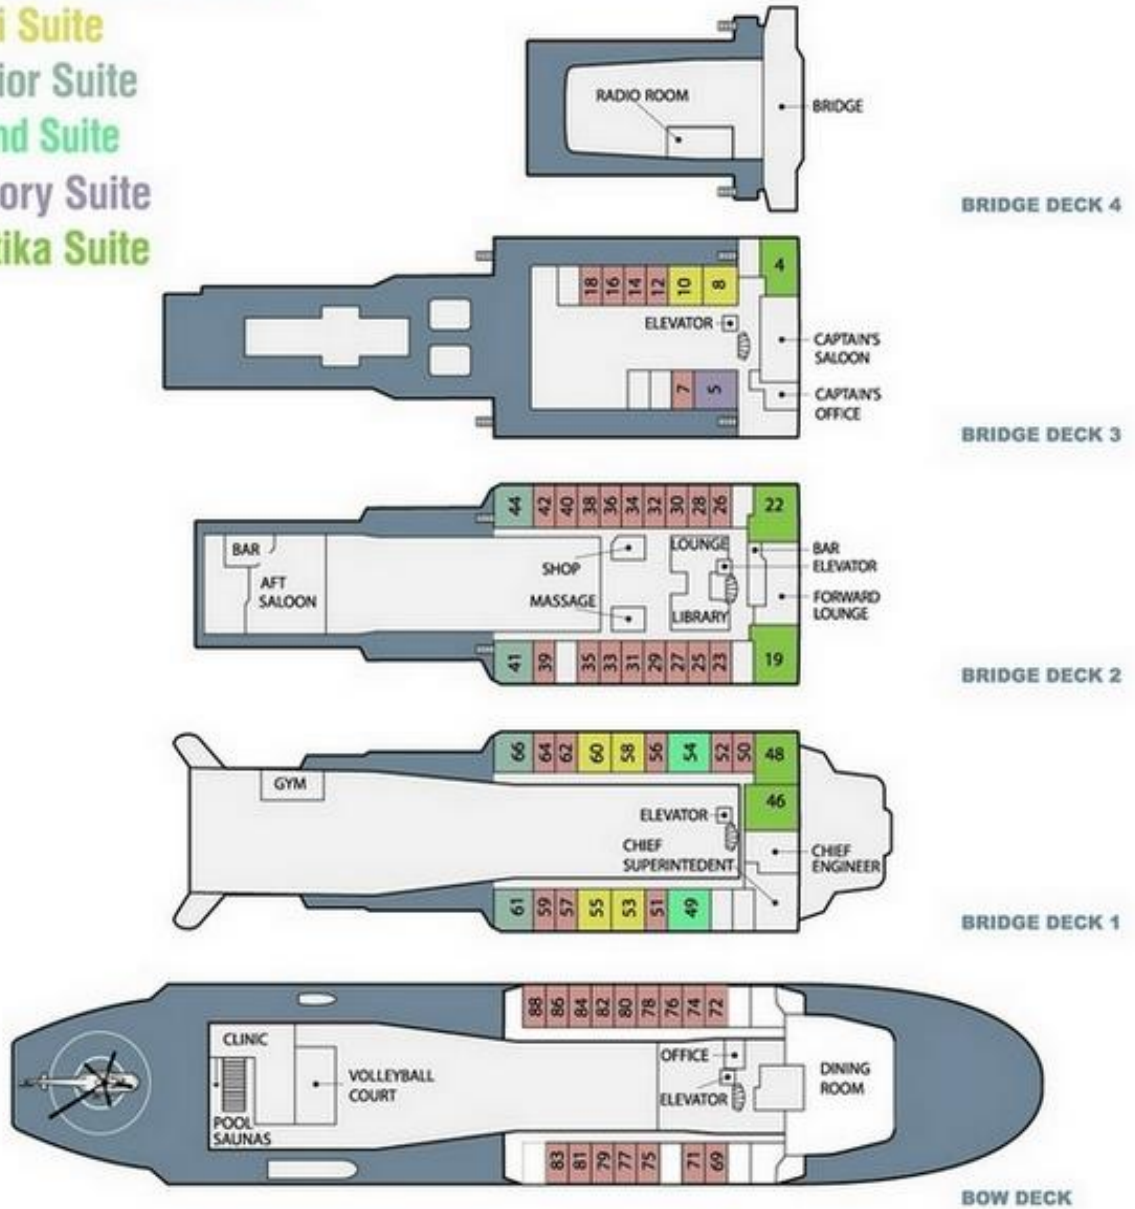 i Suite
ior Suite
nd Suite
ory Suite
tika Suite
RADIO ROOM
BRIDGE
BRIDGE DECK 4
18 16 14 12 10 8 4
ELEVATOR
CAPTAIN'S
SALOON
7 5
CAPTAIN'S
OFFICE
BRIDGE DECK 3
44 42 40 38 36 34 32 30 28 26 22
BAR
AFT
SALOON
SHOP
MASSAGE
LOUNGE
LIBRARY
BAR
ELEVATOR
FORWARD
LOUNGE
41 39 35 33 31 29 27 25 23 19
BRIDGE DECK 2
66 64 62 60 58 56 54 52 50 48
GYM
46
ELEVATOR
CHIEF
SUPERINTEDENT
CHIEF
ENGINEER
61 59 57 55 53 51 49
BRIDGE DECK 1
88 86 84 82 80 78 76 74 72
CLINIC
VOLLEYBALL
COURT
POOL
SAUNAS
OFFICE
ELEVATOR
DINING
ROOM
83 81 79 77 75 71 69
BOW DECK